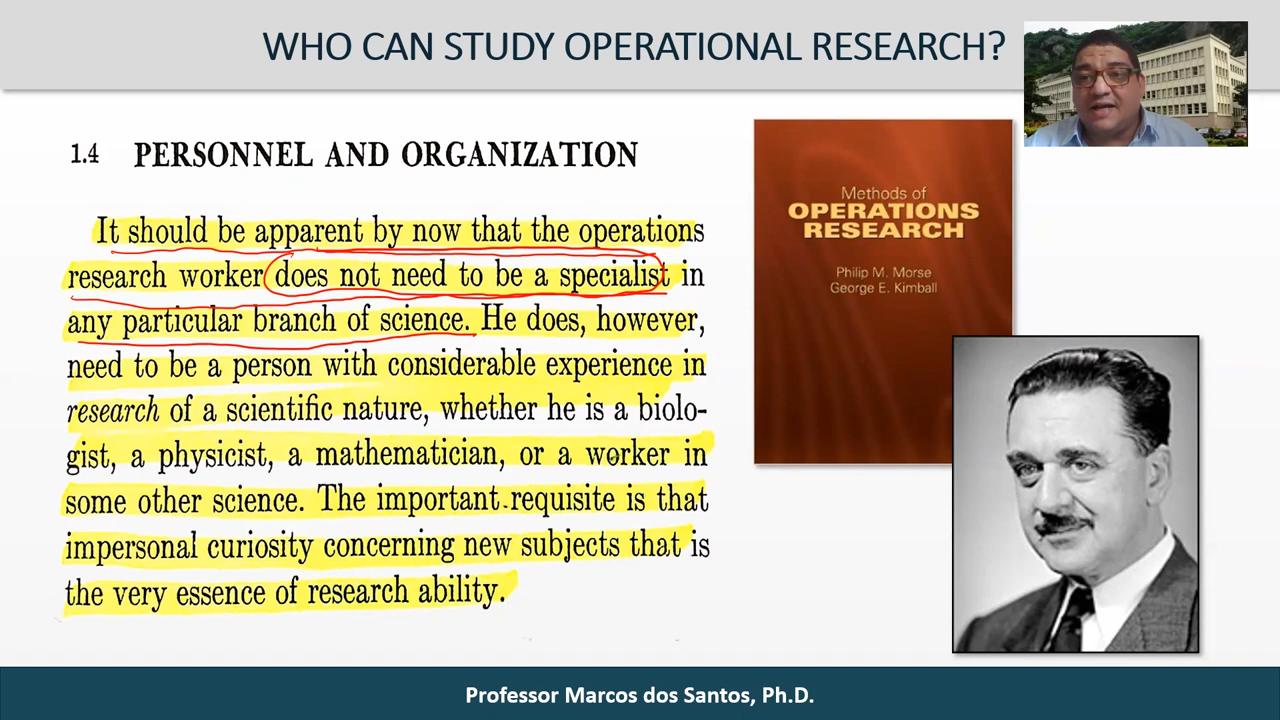 WHO CAN STUDY OPERATIONAL RESEARCH?
1.4 PERSONNEL AND ORGANIZATION
It should be apparent by now that the operations
research worker does not need to be a specialist in
any particular branch of science. He does, however,
need to be a person with considerable experience in
research of a scientific nature, whether he is a biolo-
gist, a physicist, a mathematician, or a worker in
some other science. The important requisite is that
impersonal curiosity concerning new subjects that is
the very essence of research ability.
Methods of
OPERATIONS
RESEARCH
Philip M. Morse
George E. Kimball
Professor Marcos dos Santos, Ph.D.